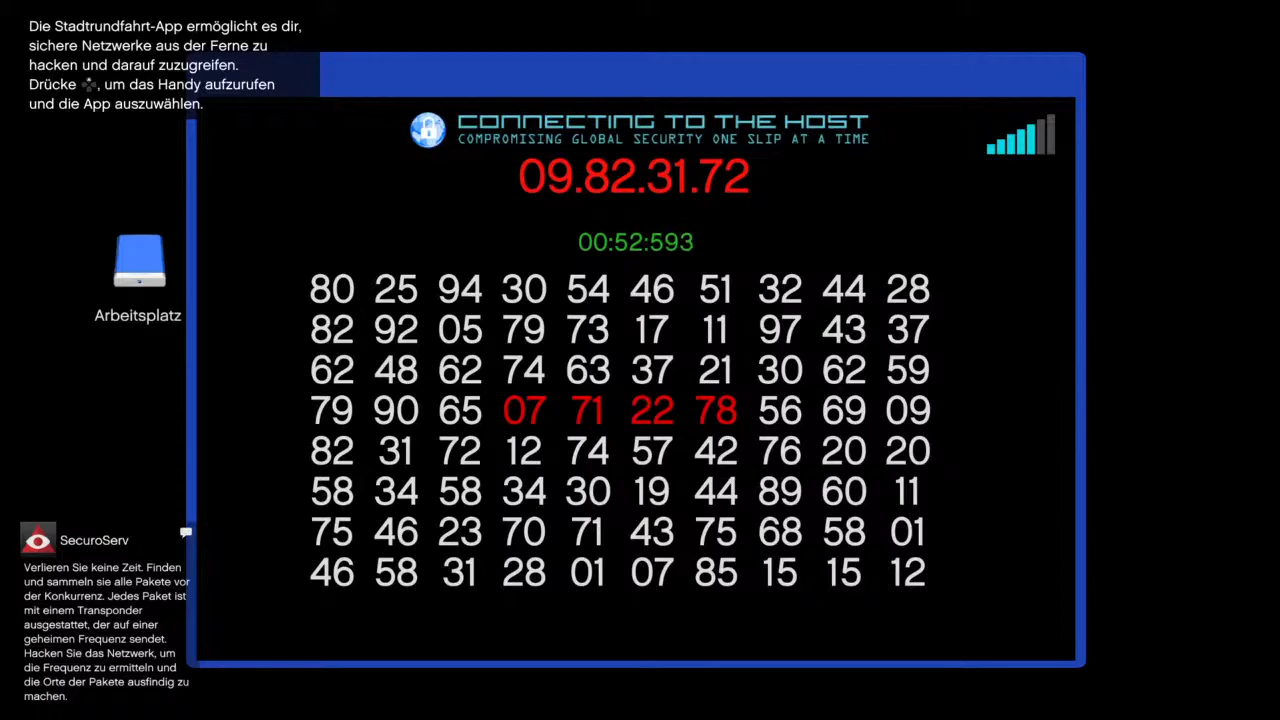 Die Stadtrundfahrt-App ermöglicht es dir,
sichere Netzwerke aus der Ferne zu
hacken und darauf zuzugreifen.
Drücke , um das Handy aufzurufen
und die App auszuwählen.
CONNECTING TO THE HOST
COMPROMISING GLOBAL SECURITY ONE SLIP AT A TIME
09.82.31.72
00:52:593
80 25 94 30 54 46 51 32 44 28
82 92 05 79 73 17 11 97 43 37
62 48 62 74 63 37 21 30 62 59
79 90 65 07 71 22 78 56 69 09
82 31 72 12 74 57 42 76 20 20
58 34 58 34 30 19 44 89 60 11
75 46 23 70 71 43 75 68 58 01
46 58 31 28 01 07 85 15 15 12
Arbeitsplatz
SecuroServ
Verlieren Sie keine Zeit. Finden
und sammeln sie alle Pakete vor
der Konkurrenz. Jedes Paket ist
mit einem Transponder
ausgestattet, der auf einer
geheimen Frequenz sendet.
Hacken Sie das Netzwerk, um
die Frequenz zu ermitteln und
die Orte der Pakete ausfindig zu
machen.